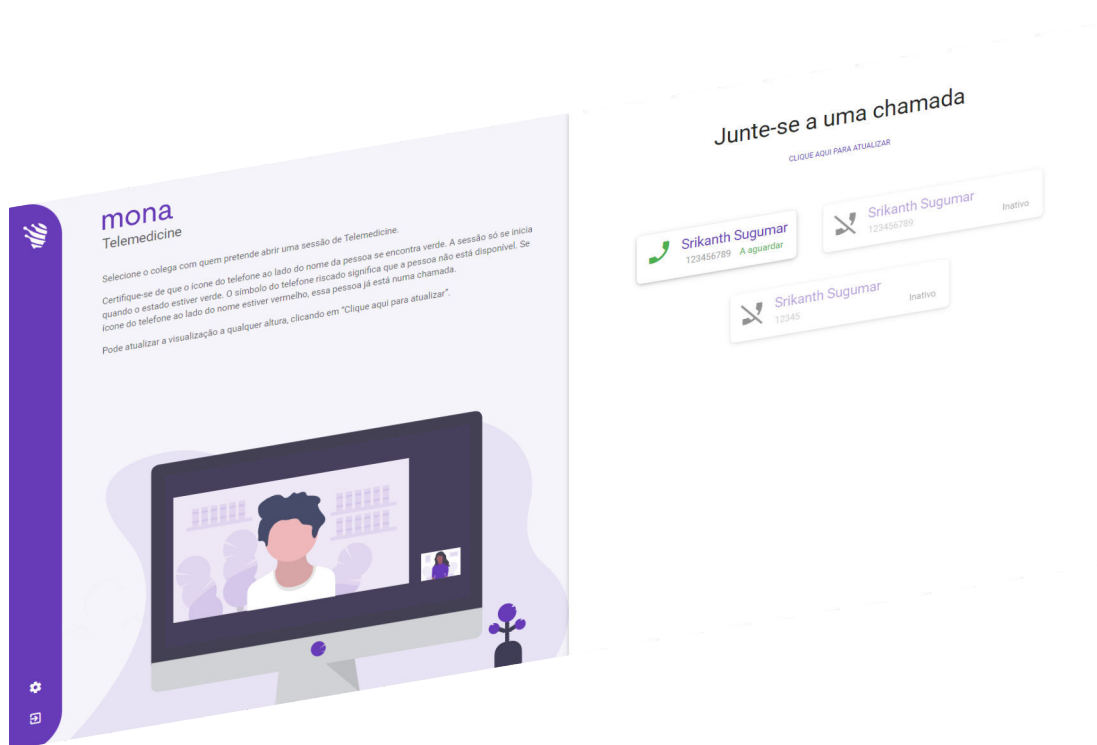 mona
Telemedicine
Selecione o colega com quem pretende abrir uma sessão de Telemedicine.
Certifique-se de que o ícone do telefone ao lado do nome da pessoa se encontra verde. A sessão só se inicia
quando o estado estiver verde. O símbolo do telefone riscado significa que a pessoa não está disponível. Se
ícone do telefone ao lado do nome estiver vermelho, essa pessoa já está numa chamada.
Pode atualizar a visualização a qualquer altura, clicando em "Clique aqui para atualizar".
Junte-se a uma chamada
CLIQUE AQUI PARA ATUALIZAR
Srikanth Sugumar
123456789 A aguardar
Srikanth Sugumar
123456789 Inativo
Srikanth Sugumar
12345 Inativo